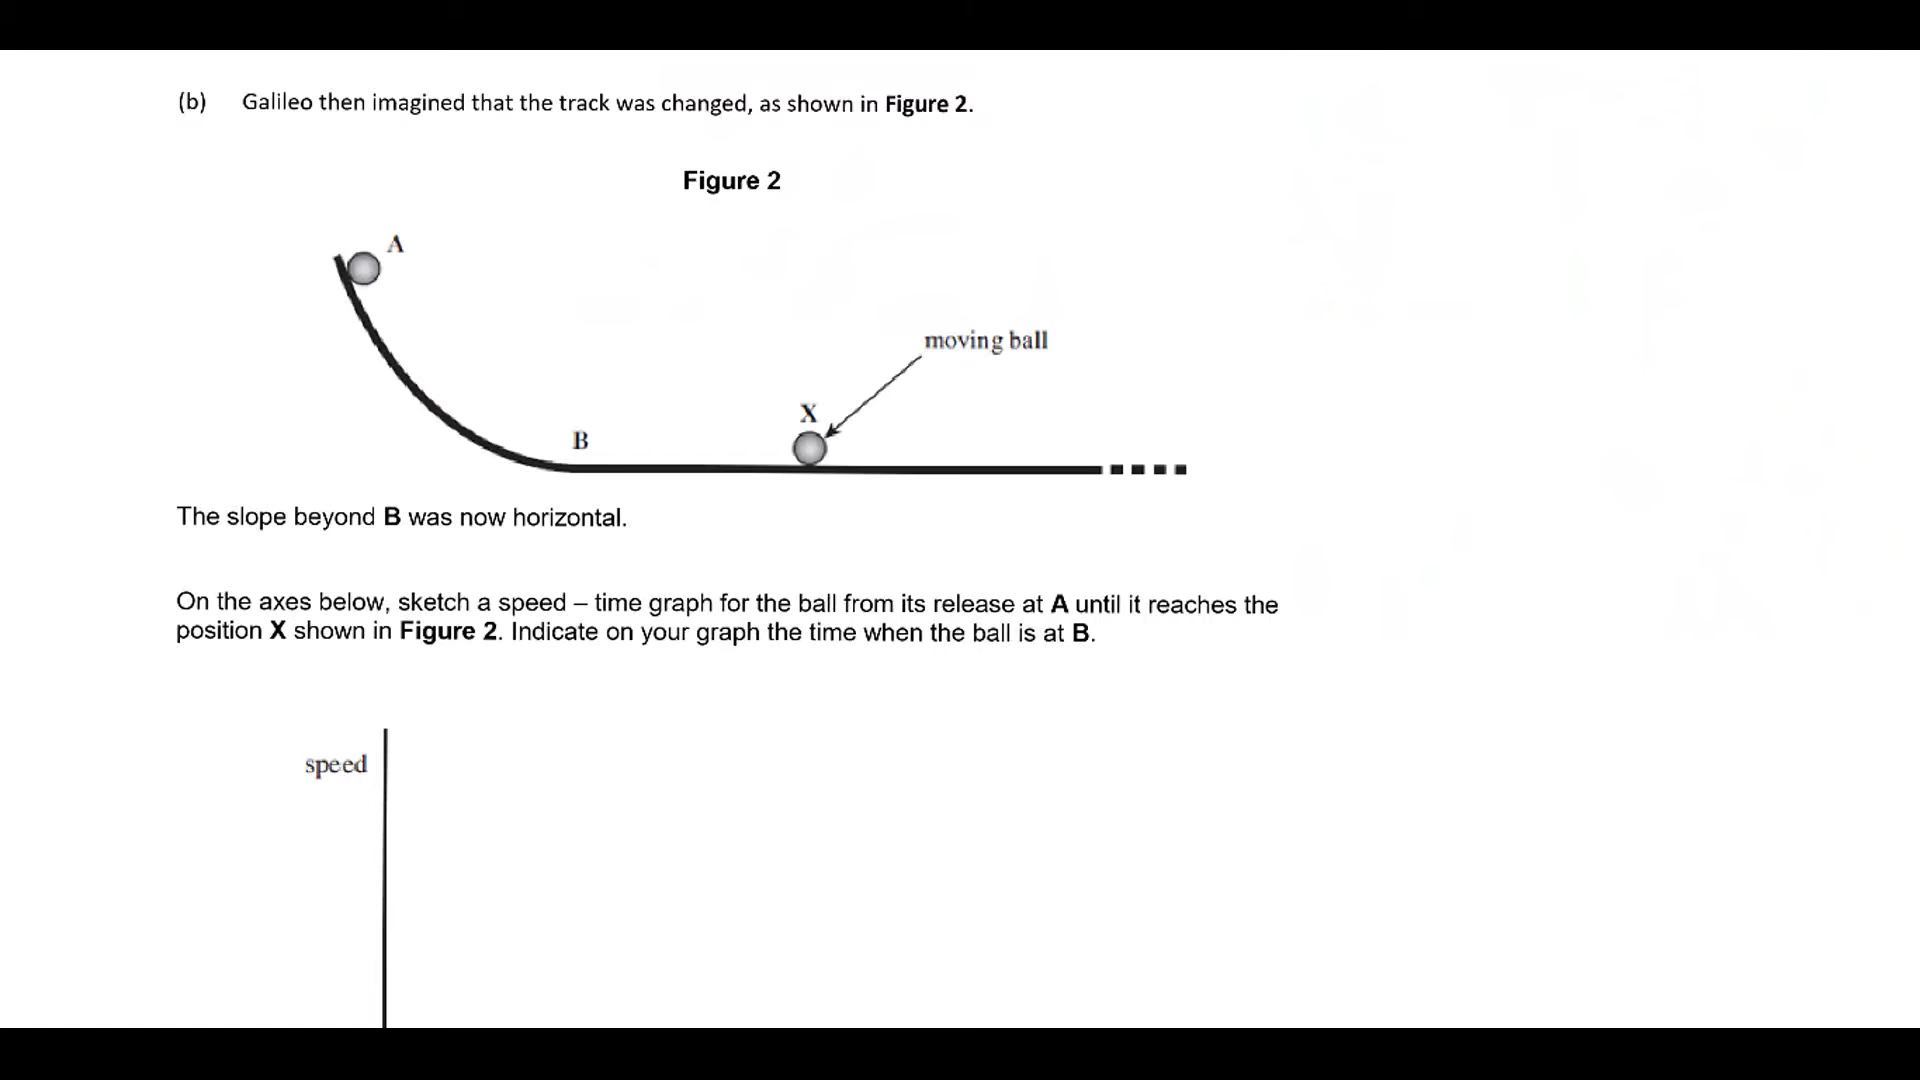 (b) Galileo then imagined that the track was changed, as shown in Figure 2.
Figure 2
A
moving ball
X
B
The slope beyond B was now horizontal.
On the axes below, sketch a speed – time graph for the ball from its release at A until it reaches the
position X shown in Figure 2. Indicate on your graph the time when the ball is at B.
speed